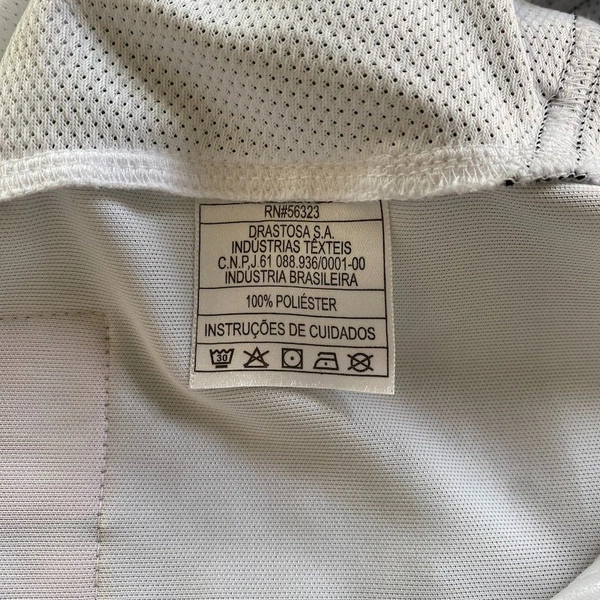 RN#56323
DRASTOSA S.A.
INDÚSTRIAS TÊXTEIS
C.N.P.J.61 088.936/0001-00
INDÚSTRIA BRASILEIRA
100% POLIÉSTER
INSTRUÇÕES DE CUIDADOS
30